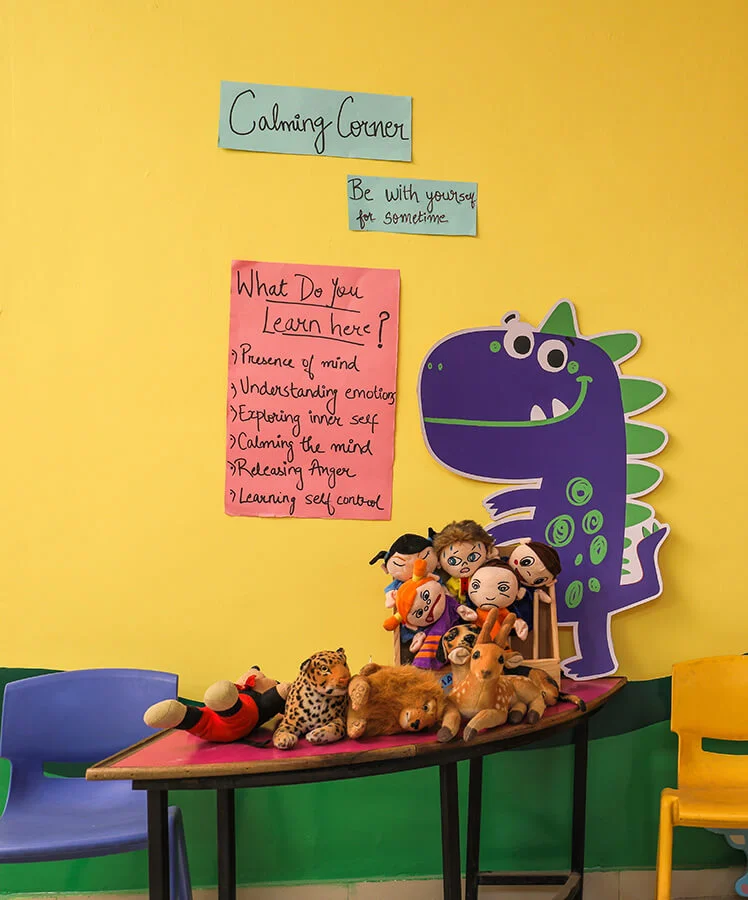 Calming Corner
Be with yourself
for sometime
What Do You
Learn here?
Presence of mind
Understanding emotions
Exploring inner self
Calming the mind
Releasing Anger
Learning self control